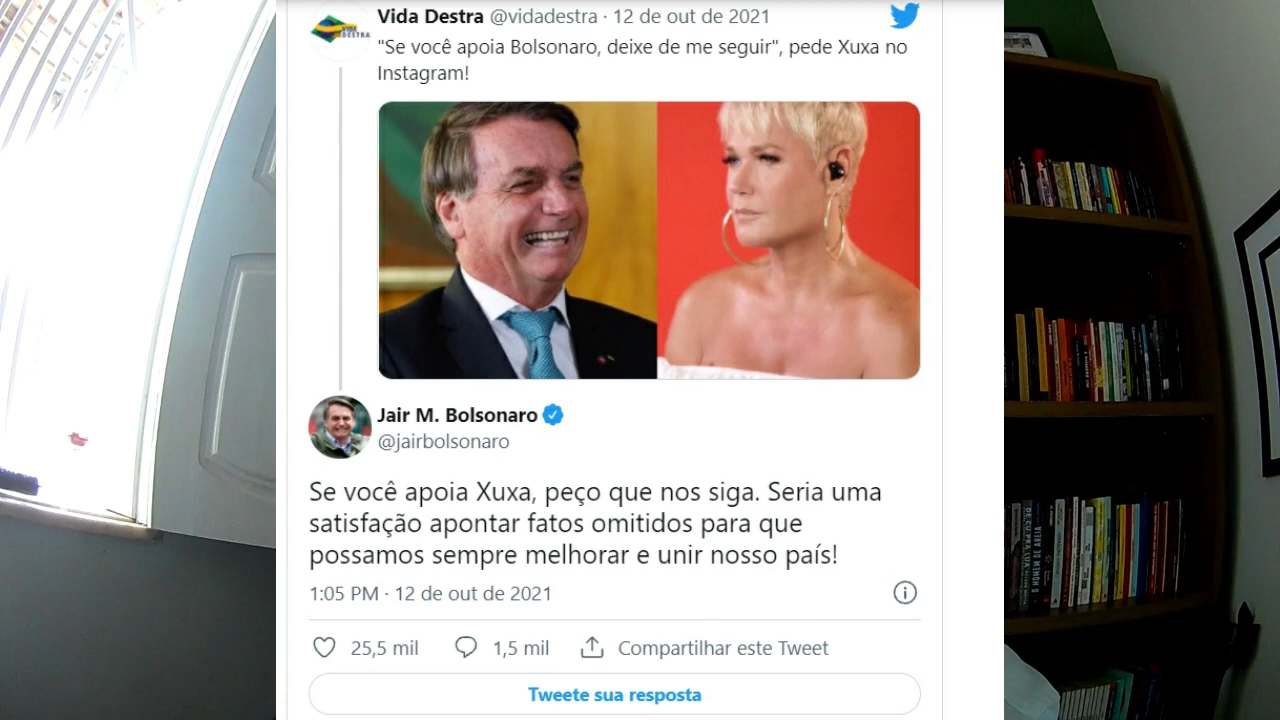 Vida Destra @vidadestra · 12 de out de 2021
"Se você apoia Bolsonaro, deixe de me seguir", pede Xuxa no
Instagram!
Jair M. Bolsonaro
@jairbolsonaro
Se você apoia Xuxa, peço que nos siga. Seria uma
satisfação apontar fatos omitidos para que
possamos sempre melhorar e unir nosso país!
1:05 PM · 12 de out de 2021
25,5 mil 1,5 mil Compartilhar este Tweet
Tweete sua resposta
O HOMEM DE AREIA